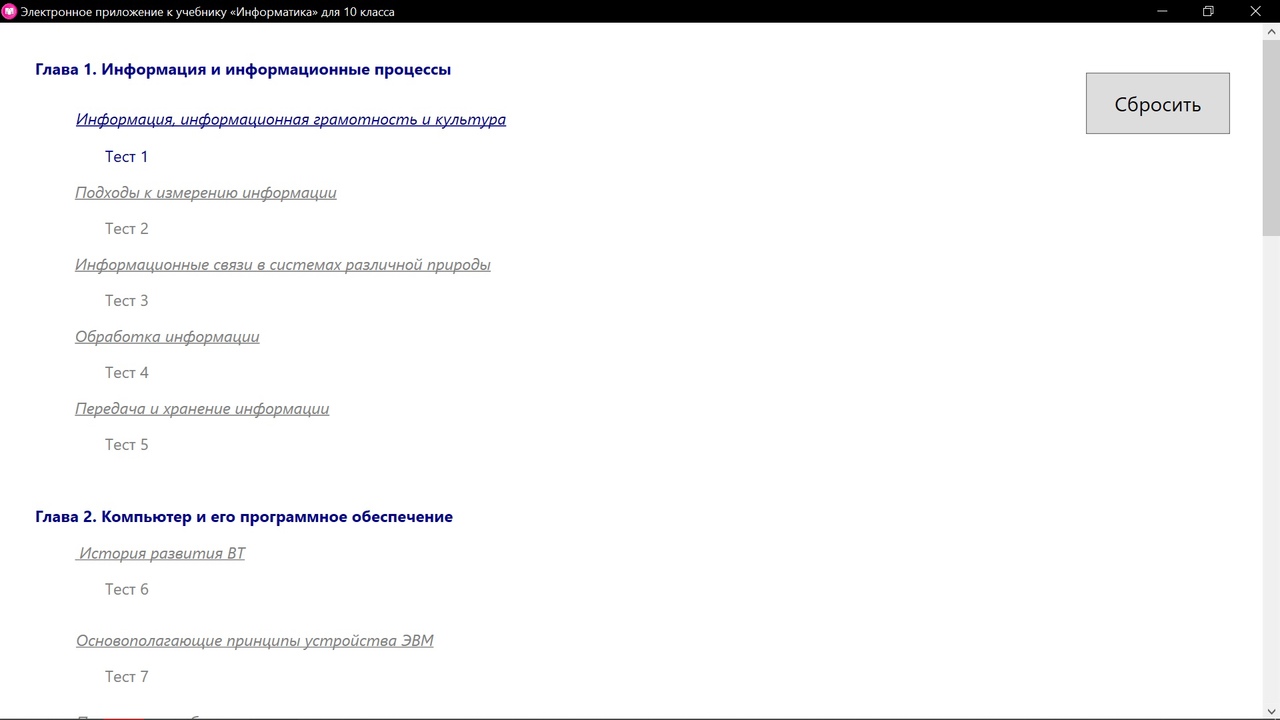 Электронное приложение к учебнику «Информатика» для 10 класса
Глава 1. Информация и информационные процессы
Сбросить
Информация, информационная грамотность и культура
Тест 1
Подходы к измерению информации
Тест 2
Информационные связи в системах различной природы
Тест 3
Обработка информации
Тест 4
Передача и хранение информации
Тест 5
Глава 2. Компьютер и его программное обеспечение
История развития ВТ
Тест 6
Основополагающие принципы устройства ЭВМ
Тест 7